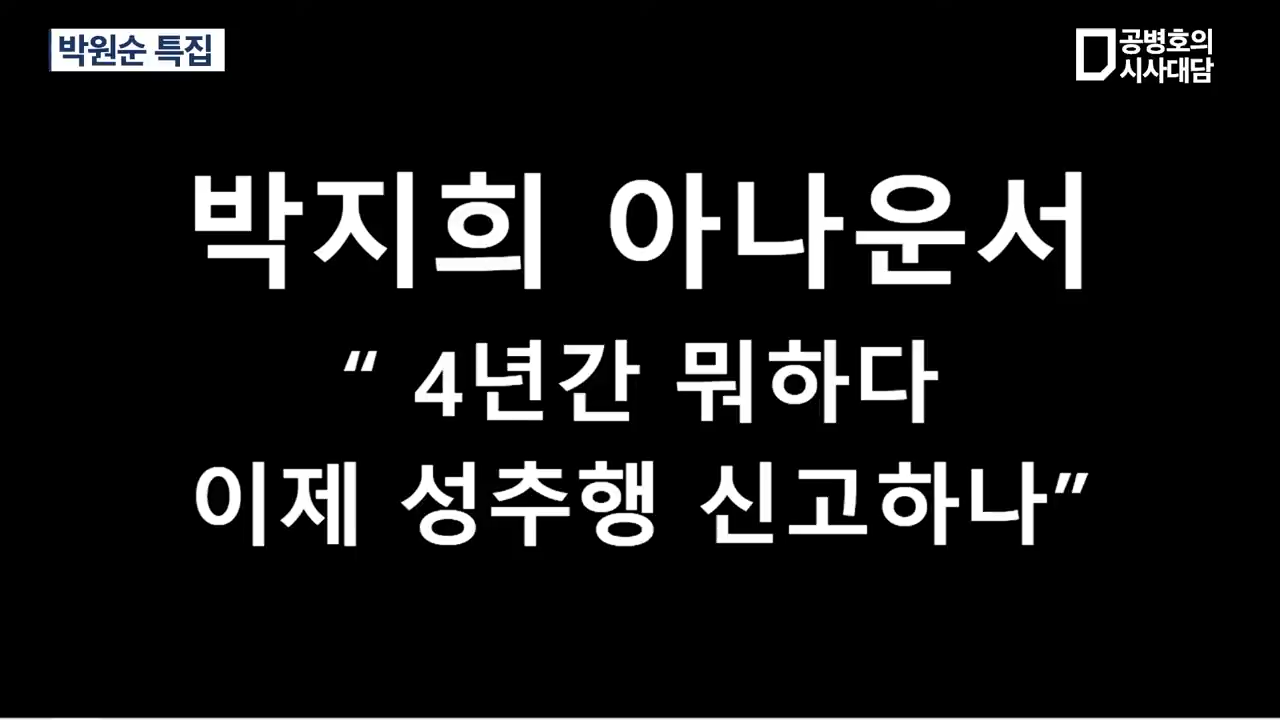 박원순 특집
공병호의
시사대담
박지희 아나운서
“ 4년간 뭐하다
이제 성추행 신고하나”